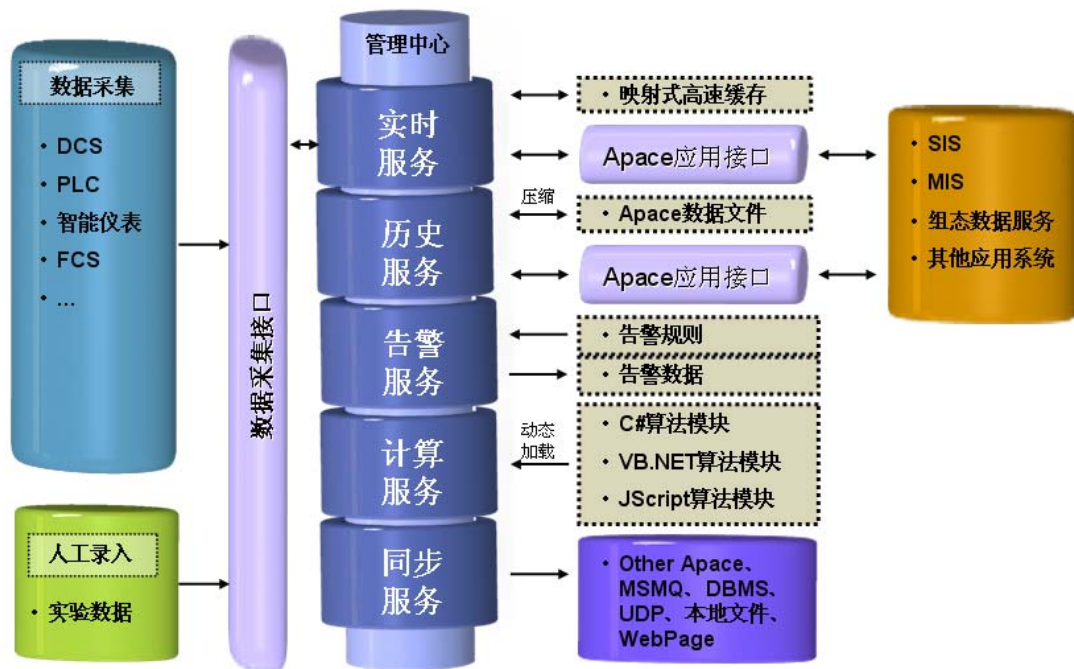 管理中心
数据采集
DCS
PLC
智能仪表
FCS
...
人工录入
实验数据
数据采集接口
实时
服务
历史
服务
告警
服务
计算
服务
同步
服务
映射式高速缓存
Apace应用接口
压缩
Apace数据文件
Apace应用接口
告警规则
告警数据
动态
加载
C#算法模块
VB.NET算法模块
JScript算法模块
Other Apace、
MSMQ、DBMS、
UDP、本地文件、
WebPage
SIS
MIS
组态数据服务
其他应用系统